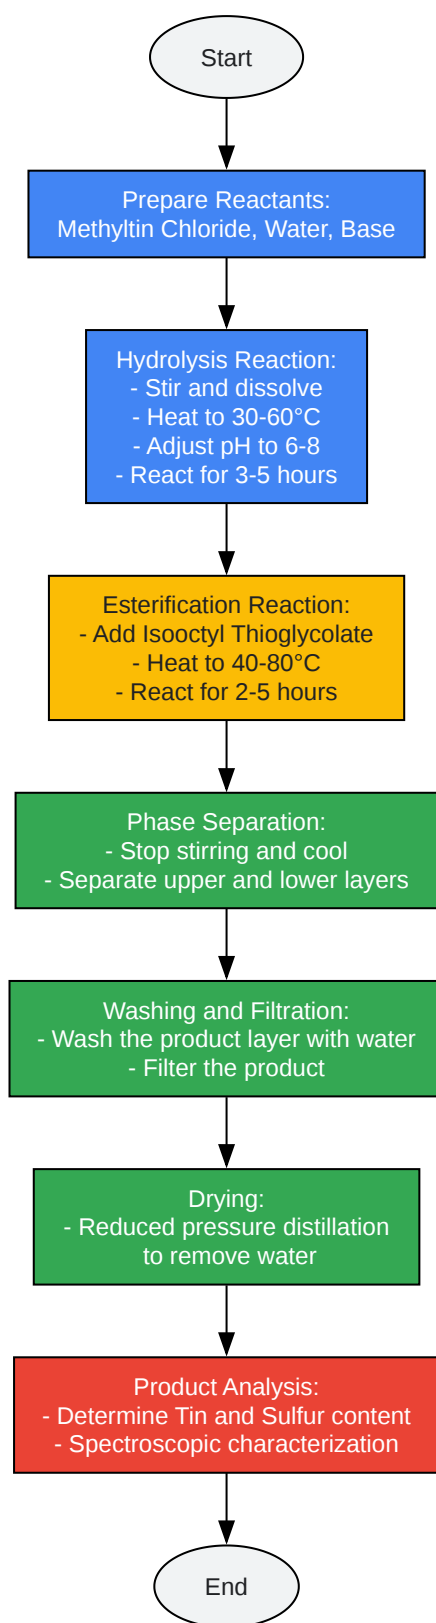 Start
Prepare Reactants:
Methyltin Chloride, Water, Base
Hydrolysis Reaction:
- Stir and dissolve
- Heat to 30-60°C
- Adjust pH to 6-8
- React for 3-5 hours
Esterification Reaction:
- Add Isooctyl Thioglycolate
- Heat to 40-80°C
- React for 2-5 hours
Phase Separation:
- Stop stirring and cool
- Separate upper and lower layers
Washing and Filtration:
- Wash the product layer with water
- Filter the product
Drying:
- Reduced pressure distillation
to remove water
Product Analysis:
- Determine Tin and Sulfur content
- Spectroscopic characterization
End